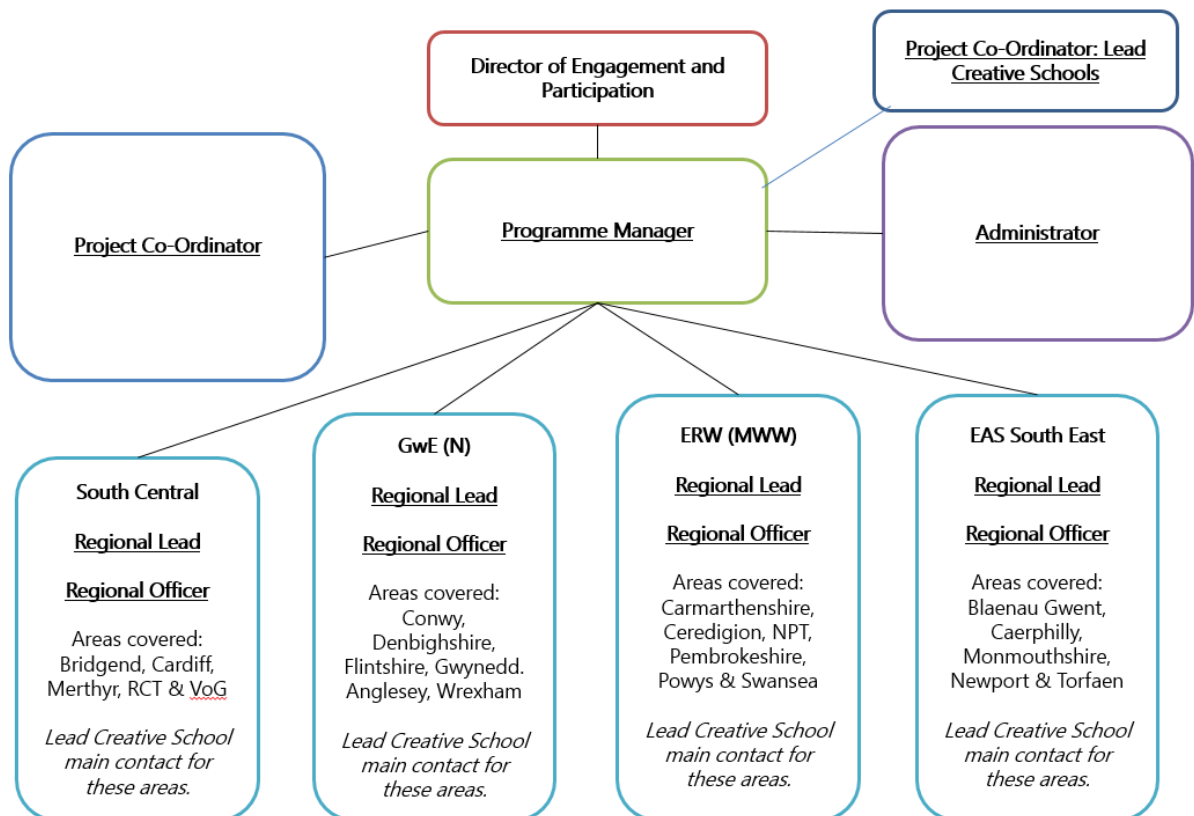 Director of Engagement and
Participation
Project Co-Ordinator: Lead
Creative Schools
Project Co-Ordinator
Programme Manager
Administrator
South Central
Regional Lead
Regional Officer
Areas covered:
Bridgend, Cardiff,
Merthyr, RCT & VoG
Lead Creative School
main contact for
these areas.
GwE (N)
Regional Lead
Regional Officer
Areas covered:
Conwy,
Denbighshire,
Flintshire, Gwynedd.
Anglesey, Wrexham
Lead Creative School
main contact for
these areas.
ERW (MWW)
Regional Lead
Regional Officer
Areas covered:
Carmarthenshire,
Ceredigion, NPT,
Pembrokeshire,
Powys & Swansea
Lead Creative School
main contact for
these areas.
EAS South East
Regional Lead
Regional Officer
Areas covered:
Blaenau Gwent,
Caerphilly,
Monmouthshire,
Newport & Torfaen
Lead Creative School
main contact for
these areas.